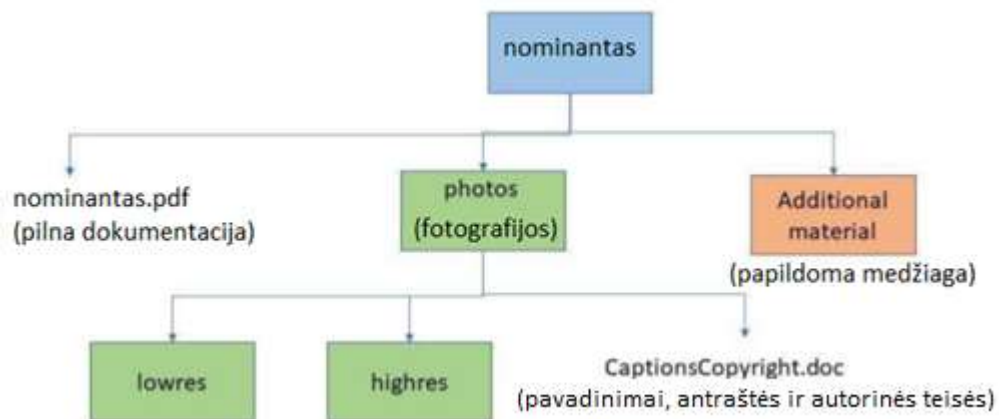 nominantas
nominantas.pdf
(pilna dokumentacija)
photos
(fotografijos)
Additional
material
(papildoma medžiaga)
lowres
highres
CaptionsCopyright.doc
(pavadinimai, antraštės ir autorinės teisės)